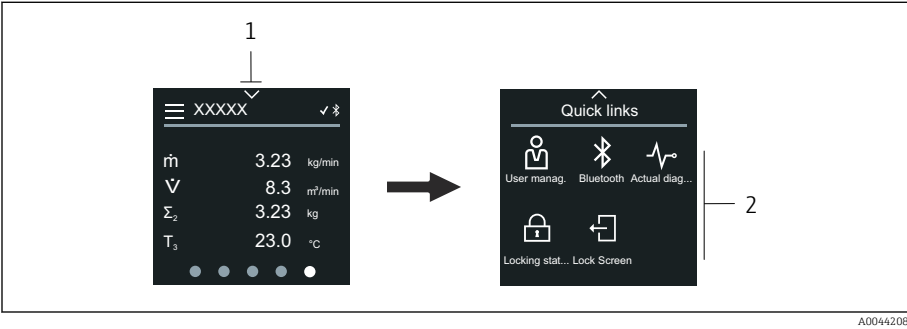 1
XXXXX
ṁ 3.23 kg/min
V̇ 8.3 m³/min
Σ₂ 3.23 kg
T₃ 23.0 °C
Quick links
User manag. Bluetooth Actual diag...
Locking stat... Lock Screen
2
A0044208